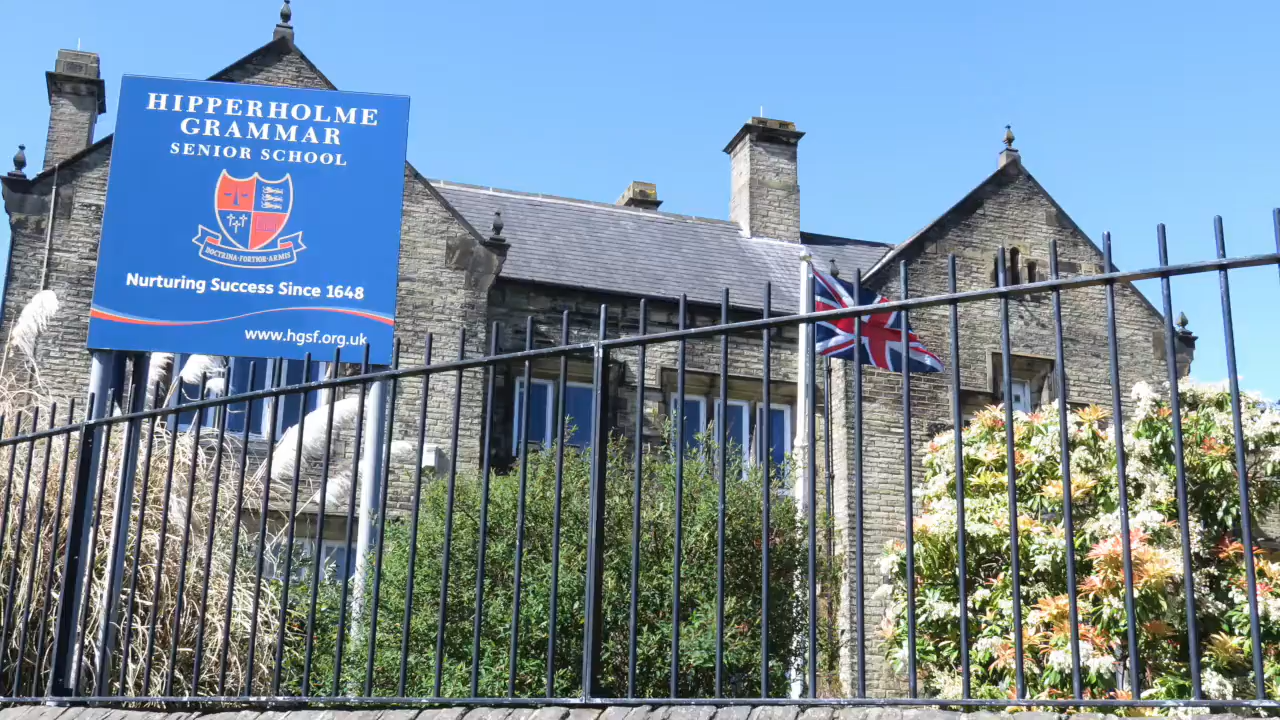 HIPPERHOLME
GRAMMAR
SENIOR SCHOOL
DOCTRINA·FORTIOR·ARMIS
Nurturing Success Since 1648
www.hgsf.org.uk